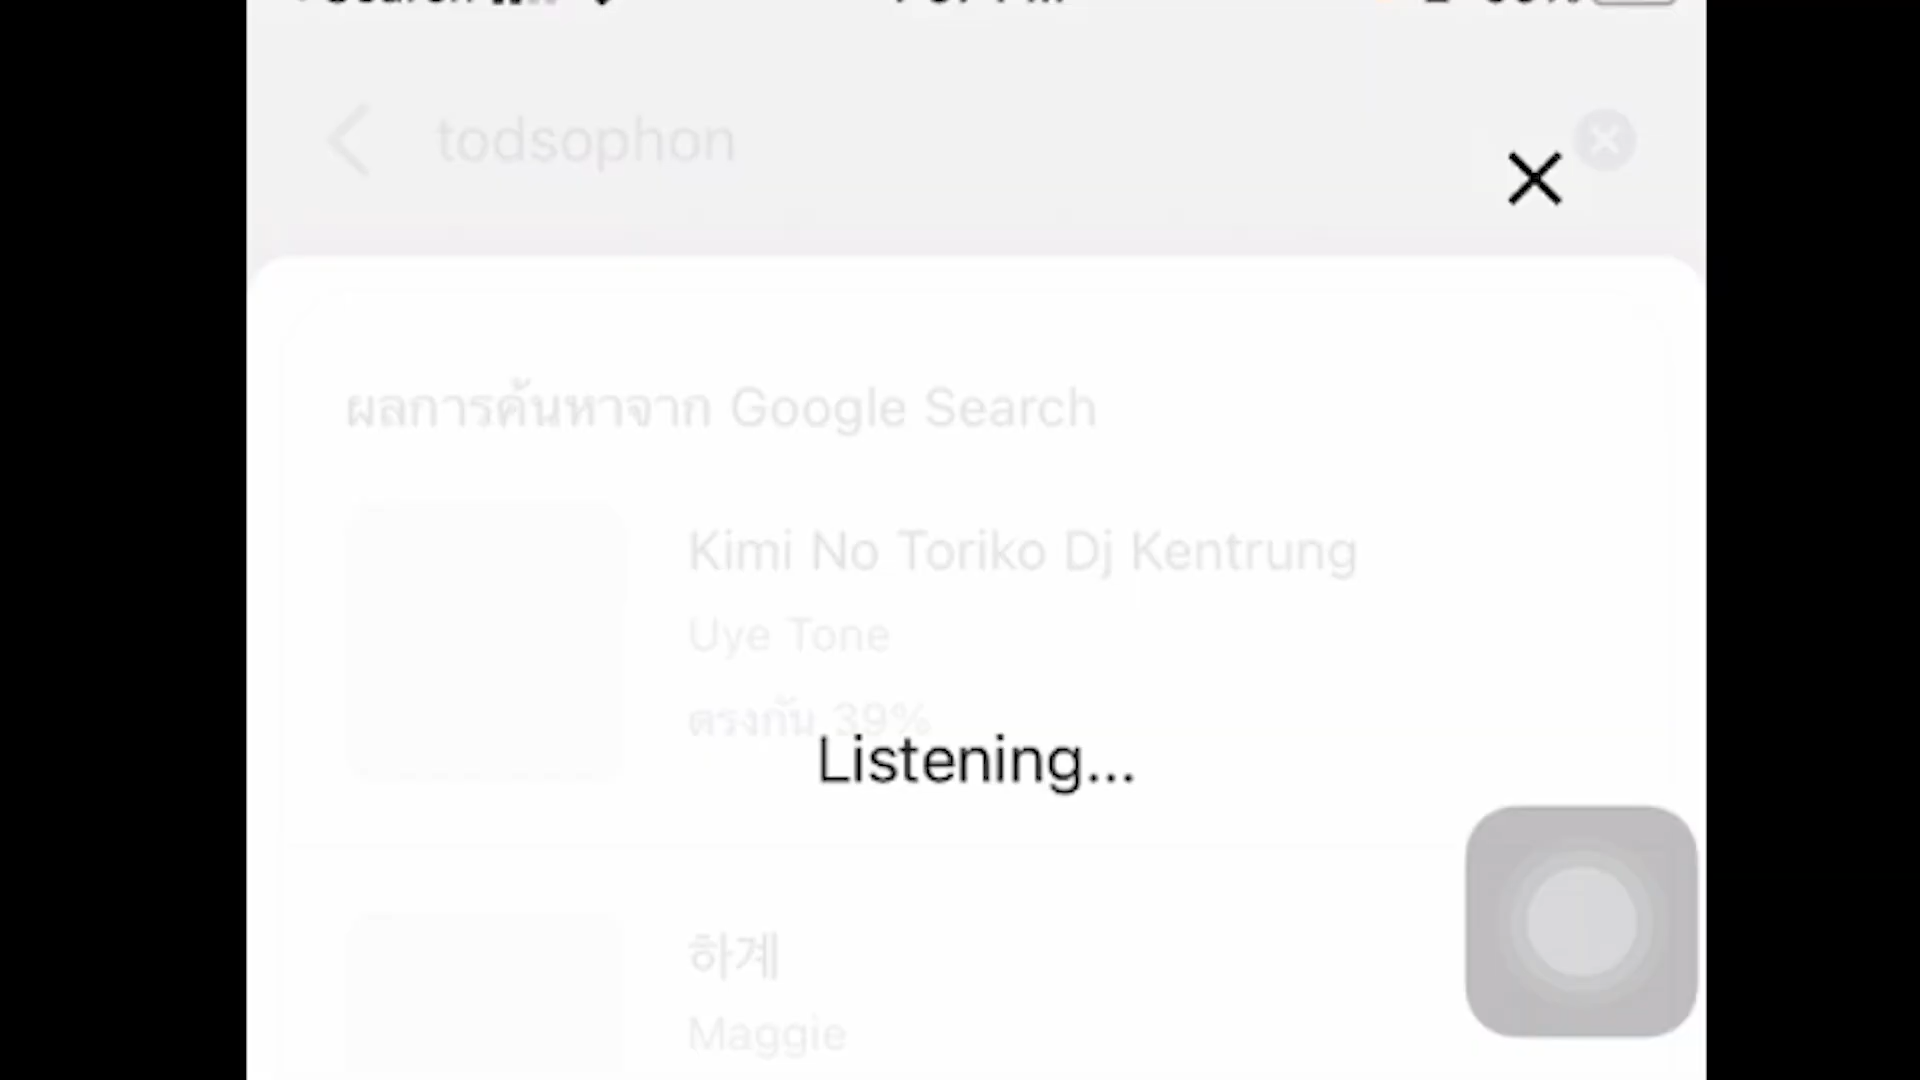 todsophon
ผลการค้นหาจาก Google Search
Kimi No Toriko Dj Kentrung
Uye Tone
ตรงกัน 39%
Listening...
하계
Maggie